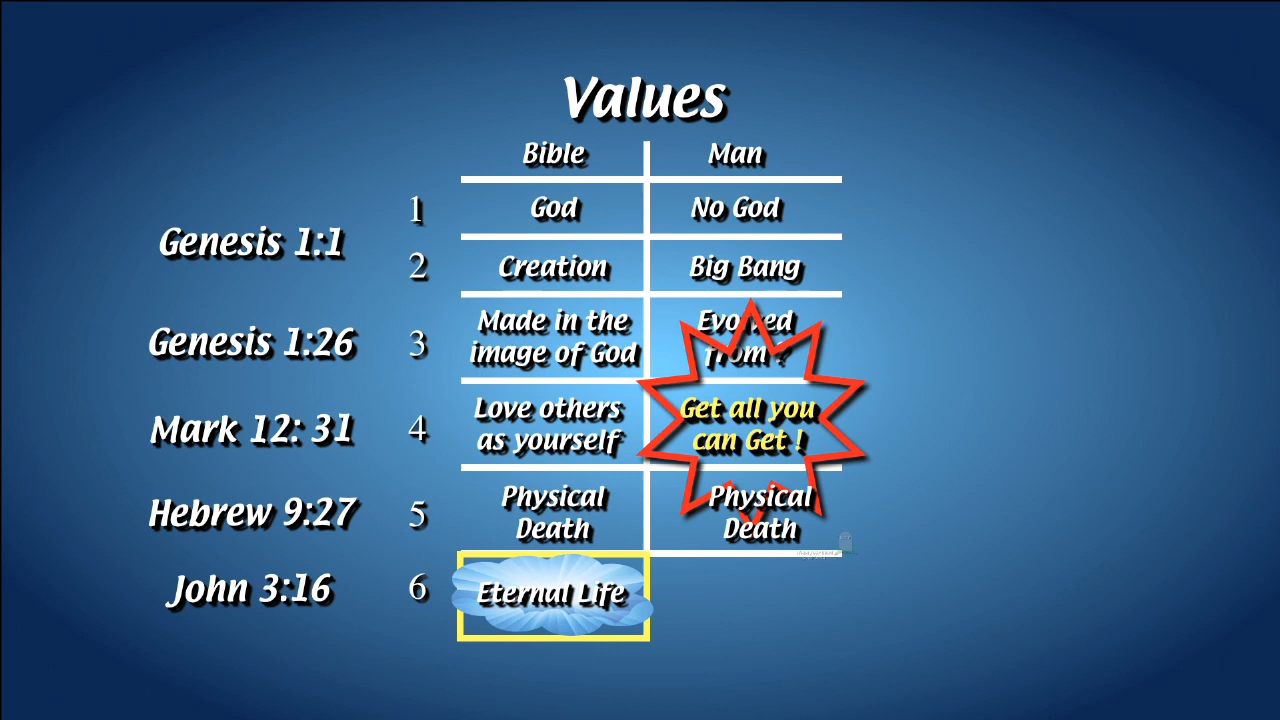 Values
Bible Man
1 God No God
Genesis 1:1
2 Creation Big Bang
Made in the Evolved
Genesis 1:26 3 image of God from ?
Love others Get all you
Mark 12: 31 4 as yourself can Get !
Physical Physical
Hebrew 9:27 5 Death Death
John 3:16 6 Eternal Life